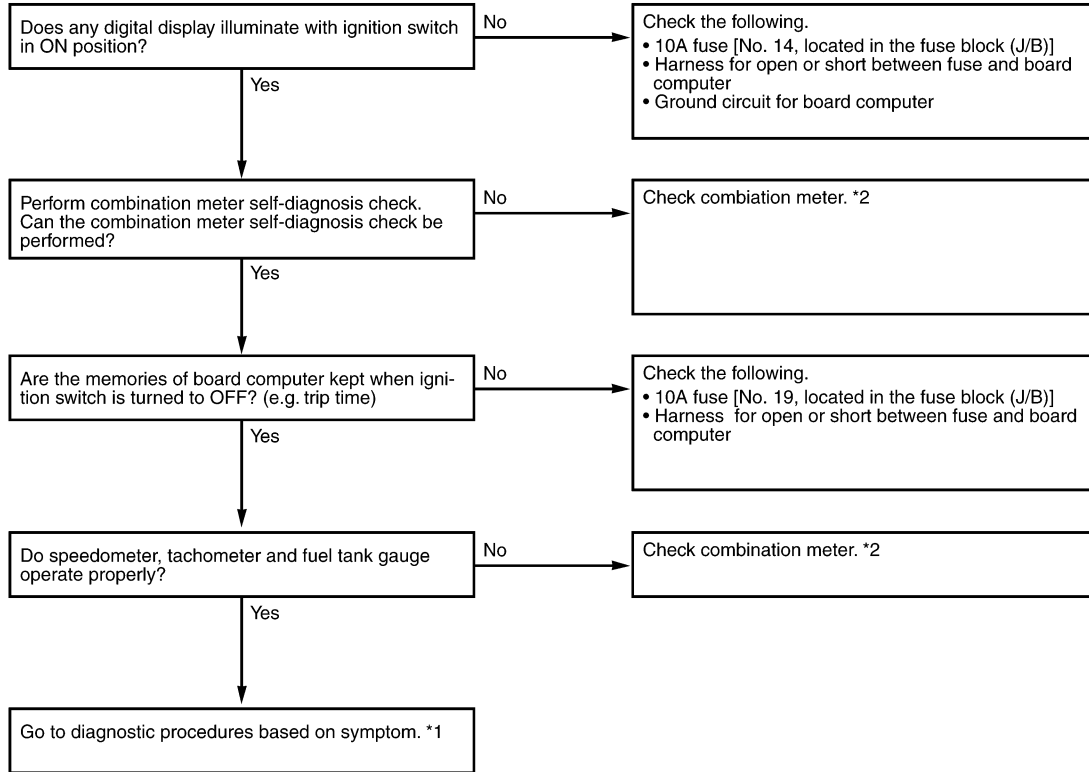 Does any digital display illuminate with ignition switch
in ON position?
No
Check the following.
• 10A fuse [No. 14, located in the fuse block (J/B)]
• Harness for open or short between fuse and board
computer
• Ground circuit for board computer
Yes
Perform combination meter self-diagnosis check.
Can the combination meter self-diagnosis check be
performed?
No
Check combiation meter. *2
Yes
Are the memories of board computer kept when igni-
tion switch is turned to OFF? (e.g. trip time)
No
Check the following.
• 10A fuse [No. 19, located in the fuse block (J/B)]
• Harness for open or short between fuse and board
computer
Yes
Do speedometer, tachometer and fuel tank gauge
operate properly?
No
Check combination meter. *2
Yes
Go to diagnostic procedures based on symptom. *1